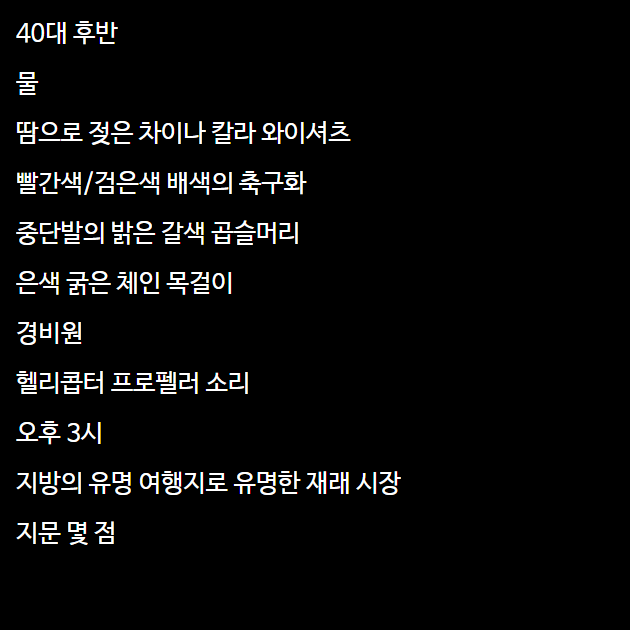 40대 후반
물
땀으로 젖은 차이나 칼라 와이셔츠
빨간색/검은색 배색의 축구화
중단발의 밝은 갈색 곱슬머리
은색 굵은 체인 목걸이
경비원
헬리콥터 프로펠러 소리
오후 3시
지방의 유명 여행지로 유명한 재래 시장
지문 몇 점